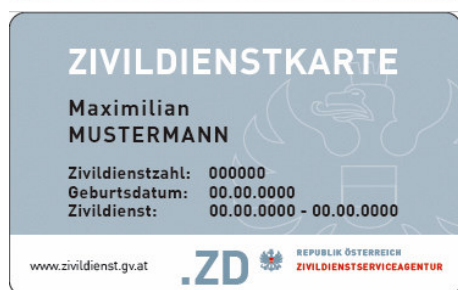 ZIVILDIENSTKARTE
Maximilian
MUSTERMANN
Zivildienstzahl: 000000
Geburtsdatum: 00.00.0000
Zivildienst: 00.00.0000 - 00.00.0000
www.zivildienst.gv.at
.ZD
REPUBLIK ÖSTERREICH
ZIVILDIENSTSERVICEAGENTUR